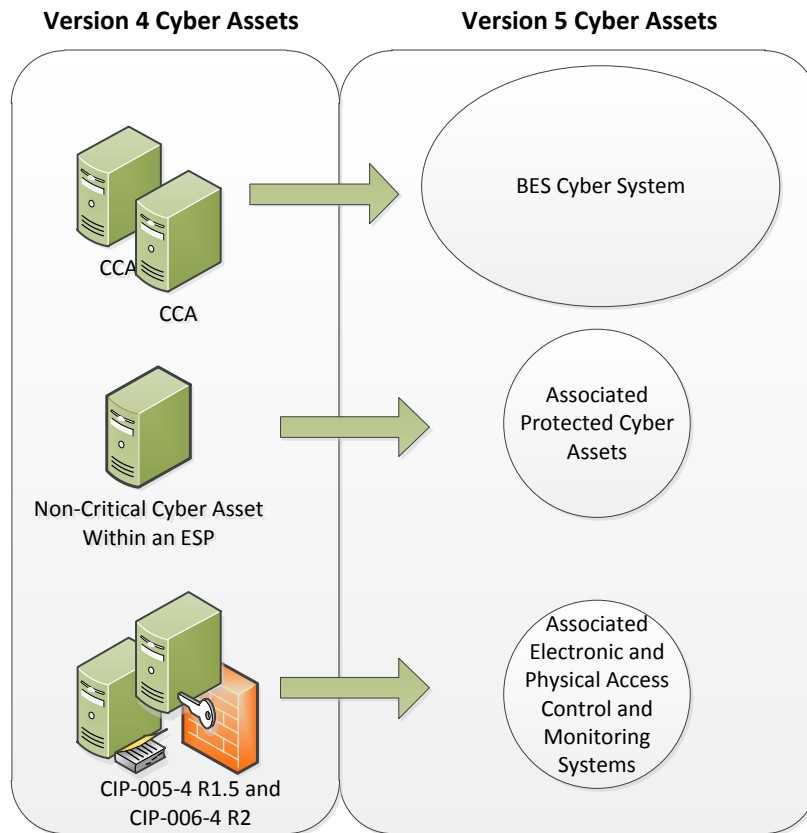 Version 4 Cyber Assets
Version 5 Cyber Assets
CCA
CCA
BES Cyber System
Non-Critical Cyber Asset
Within an ESP
Associated
Protected Cyber
Assets
CIP-005-4 R1.5 and
CIP-006-4 R2
Associated
Electronic and
Physical Access
Control and
Monitoring
Systems